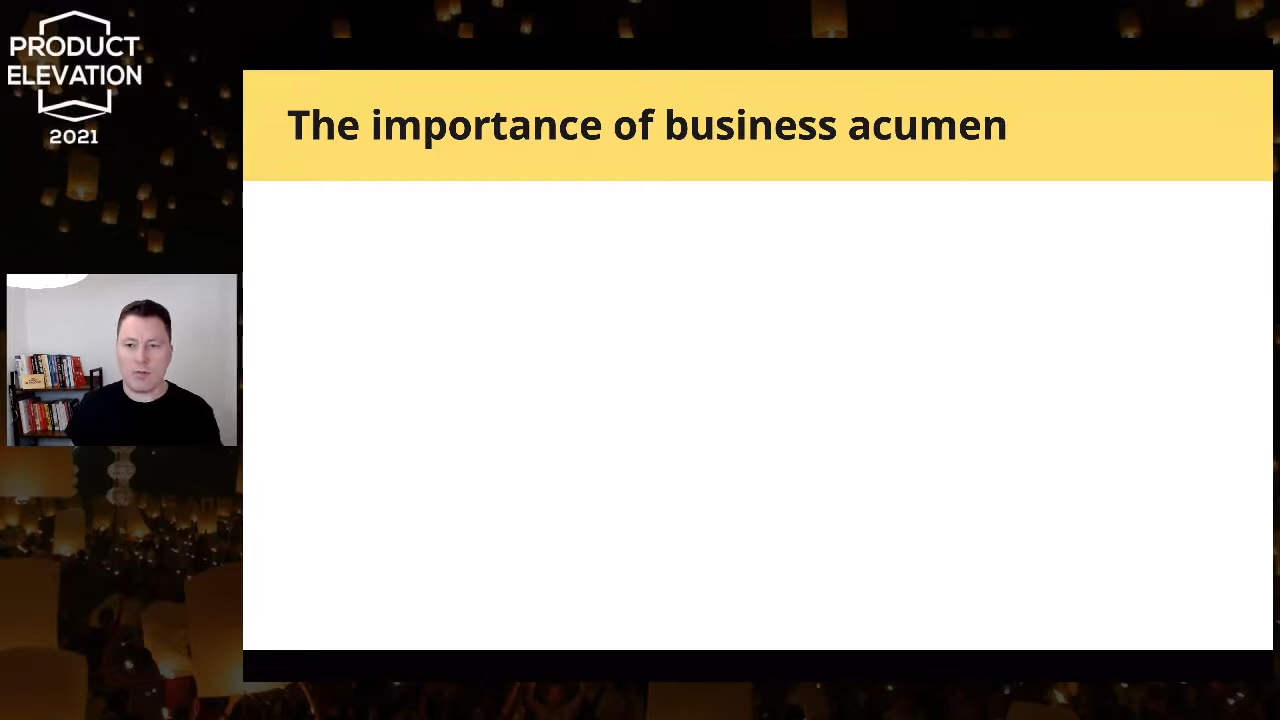 PRODUCT
ELEVATION
2021
The importance of business acumen